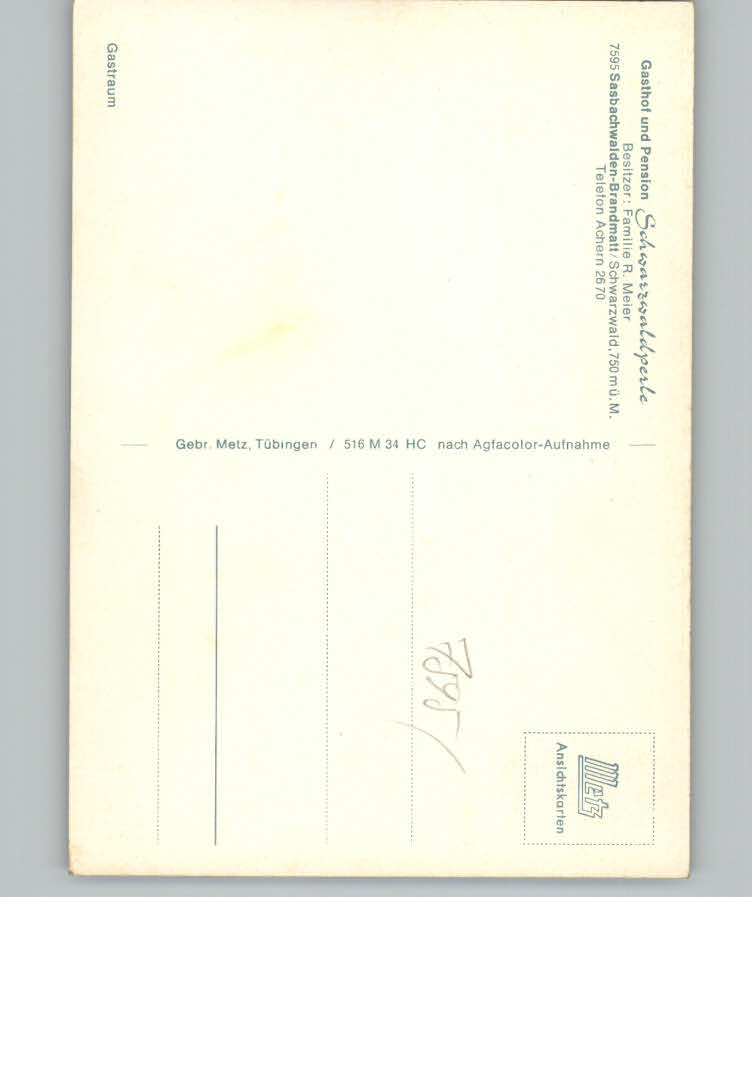 Gasthof und Pension Schwarzwaldperle
Besitzer: Familie R. Meier
7595 Sasbachwalden-Brandmatt/Schwarzwald, 750 m ü. M.
Telefon Achern 2670
Gastraum
Gebr. Metz, Tübingen / 516 M 34 HC nach Agfacolor-Aufnahme
Metz
Ansichtskarten
7595/